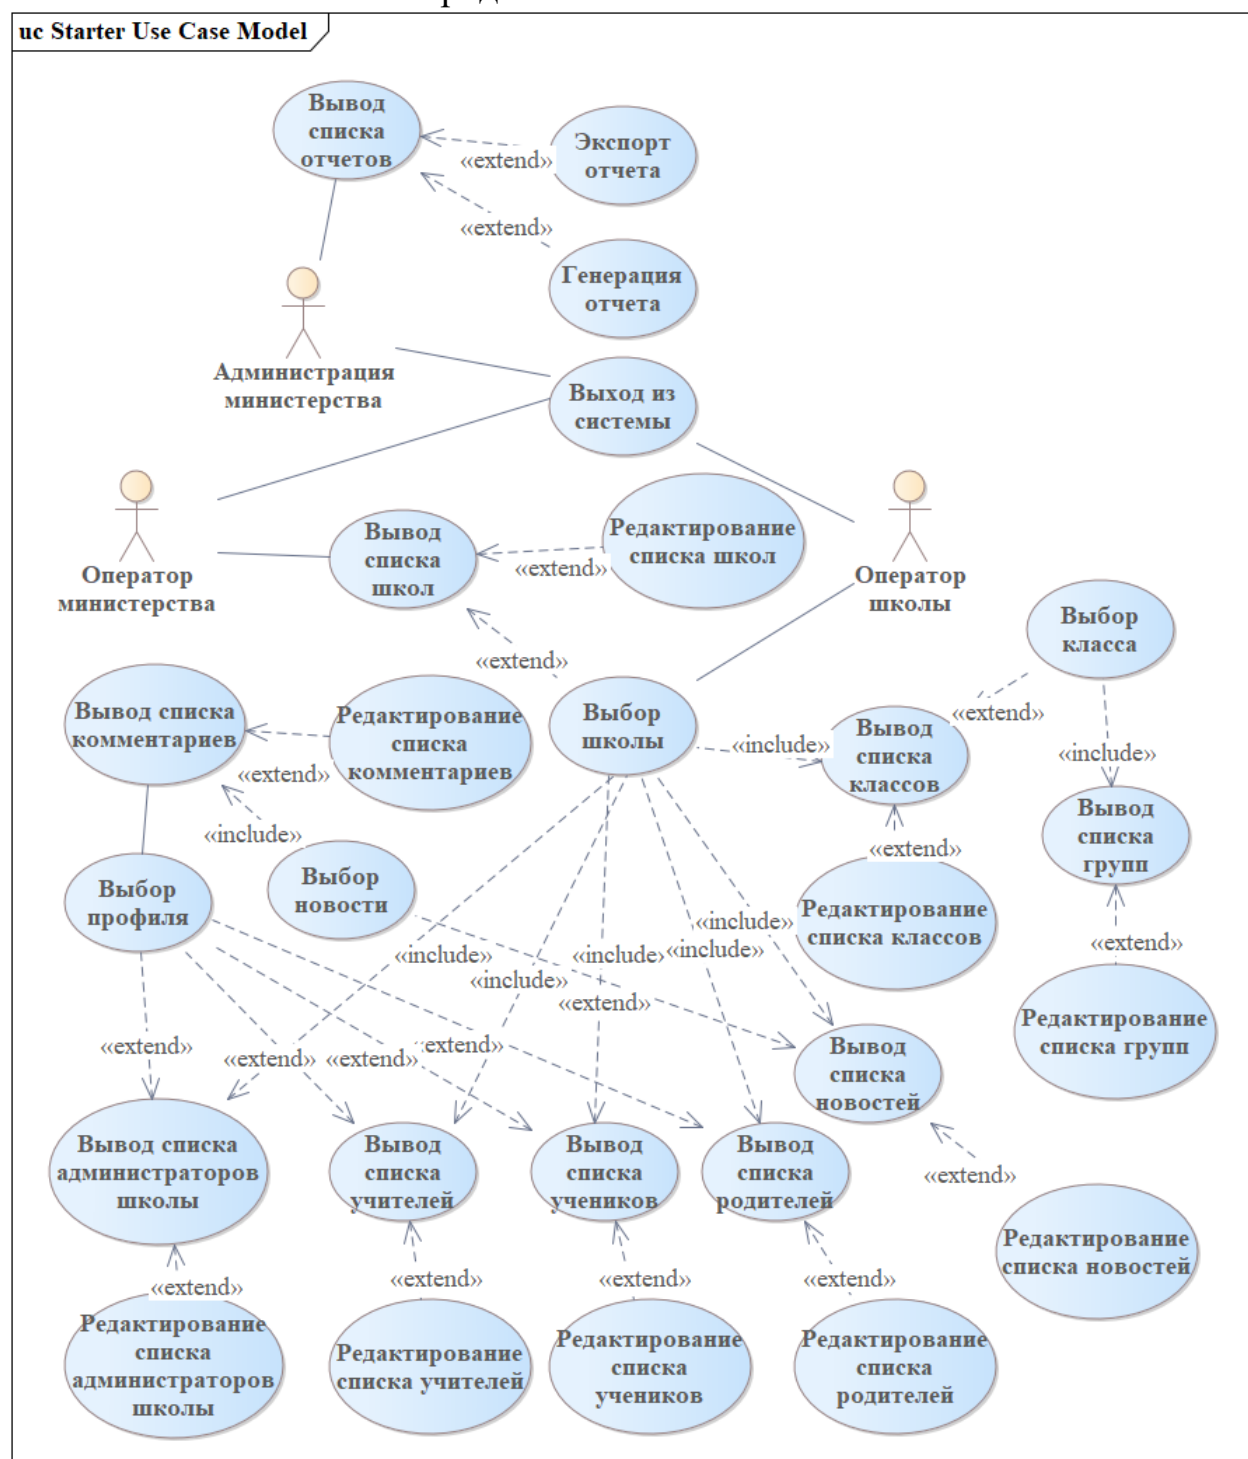 uc Starter Use Case Model
Вывод
списка
отчетов
Экспорт
отчета
«extend»
«extend»
Генерация
отчета
Администрация
министерства
Выход из
системы
Оператор
министерства
Вывод
списка
школ
Редактирование
списка школ
«extend»
Оператор
школы
Выбор
класса
«extend»
Вывод списка
комментариев
Редактирование
списка
комментариев
«extend»
Выбор
школы
«include»
Вывод
списка
классов
«extend»
«include»
Вывод
списка
групп
«include»
Выбор
профиля
Выбор
новости
«extend»
Редактирование
списка классов
«extend»
Редактирование
списка групп
«include»
«include»
«include»
«include»
«include»
«extend»
«extend»
«extend»
«extend»
:extend»
Вывод
списка
новостей
Вывод списка
администраторов
школы
Вывод
списка
учителей
Вывод
списка
учеников
Вывод
списка
родителей
«extend»
Редактирование
списка новостей
«extend»
«extend»
«extend»
«extend»
Редактирование
списка
администраторов
школы
Редактирование
списка учителей
Редактирование
списка
учеников
Редактирование
списка
родителей